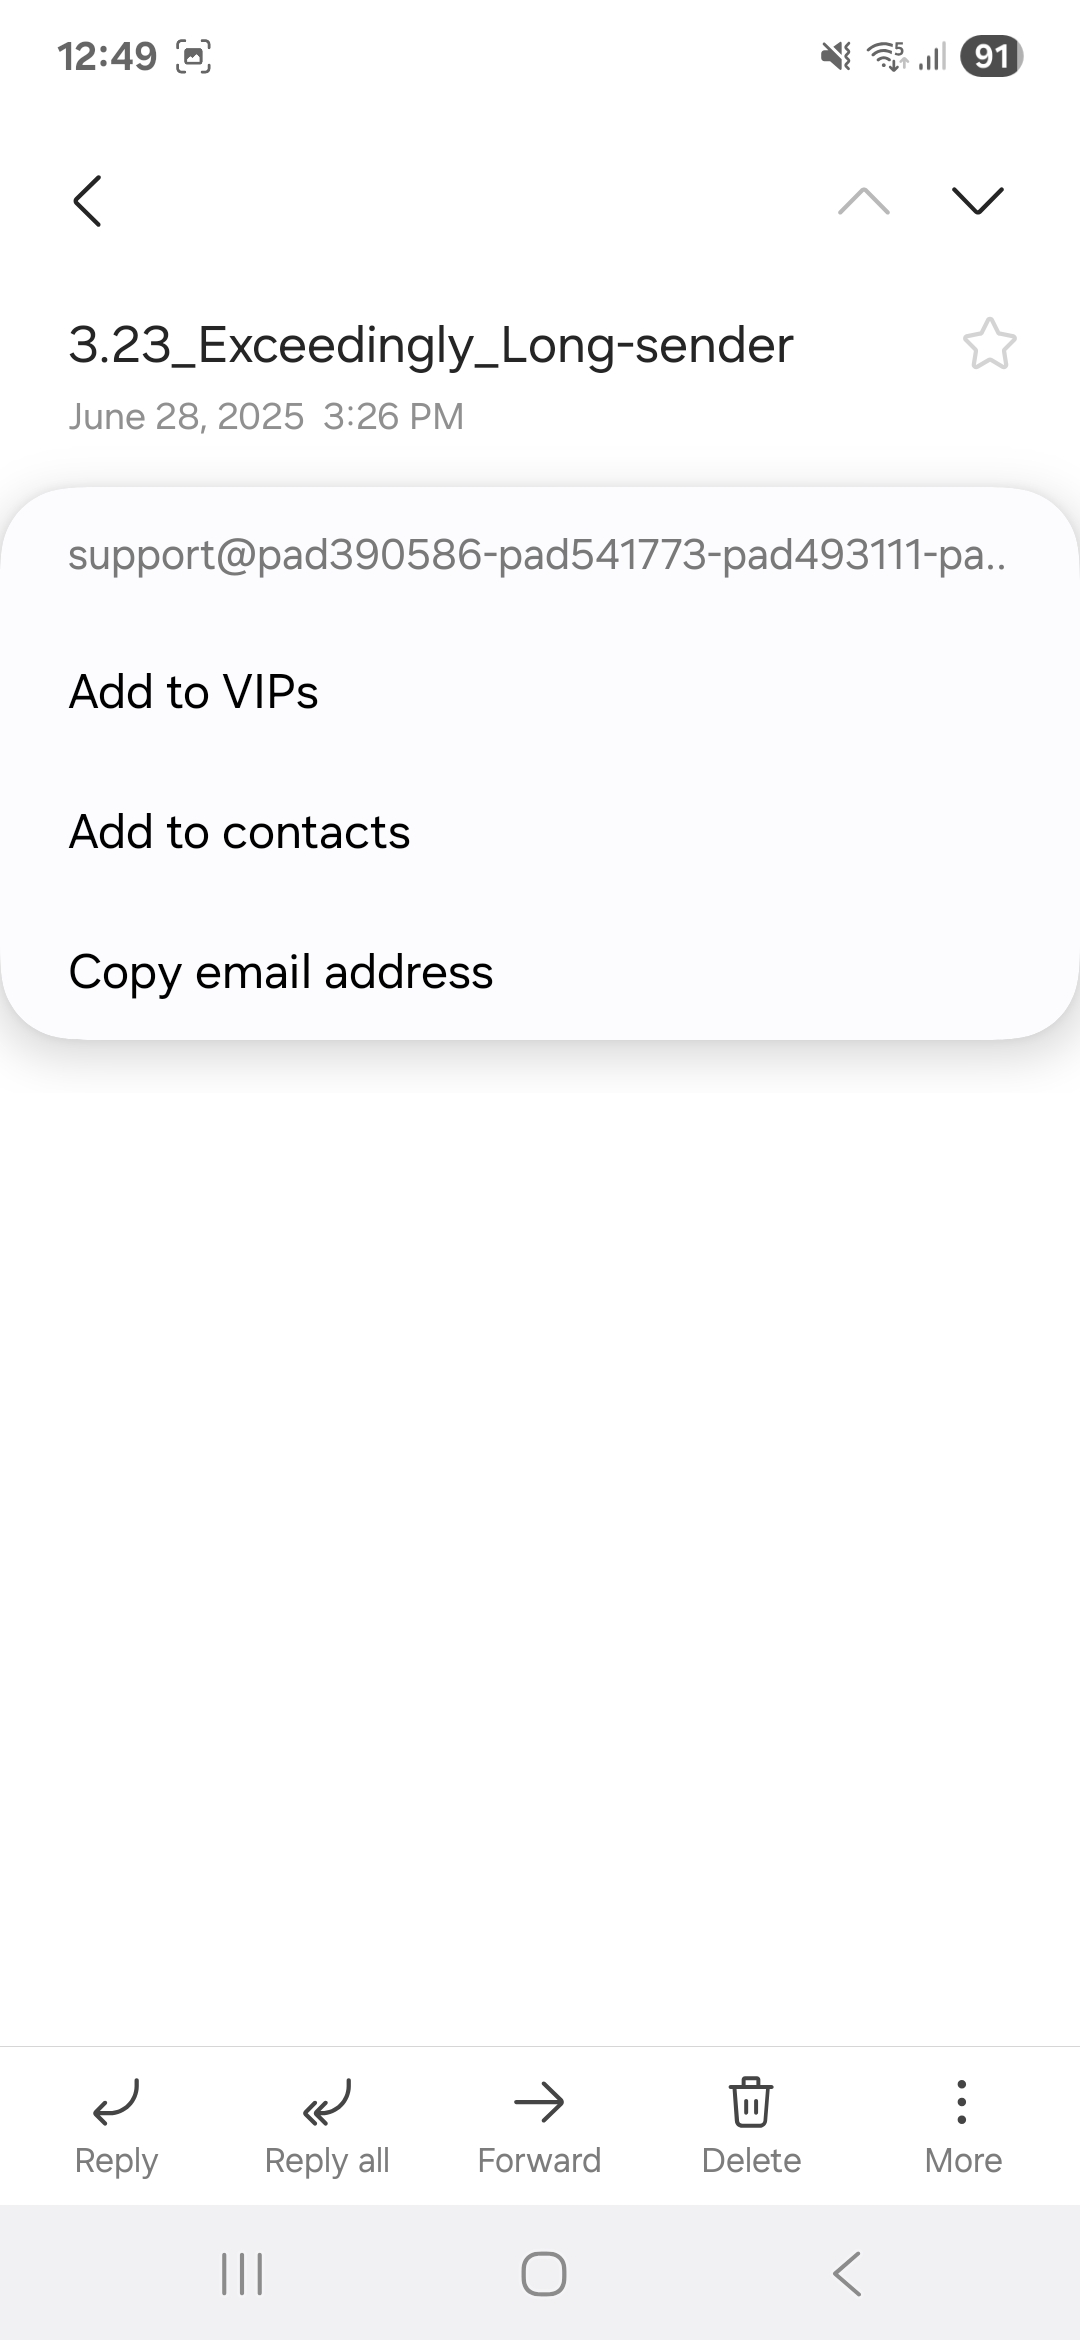 12:49
5
91
3.23_Exceedingly_Long-sender
June 28, 2025 3:26 PM
support@pad390586-pad541773-pad493111-pa..
Add to VIPs
Add to contacts
Copy email address
Reply
Reply all
Forward
Delete
More